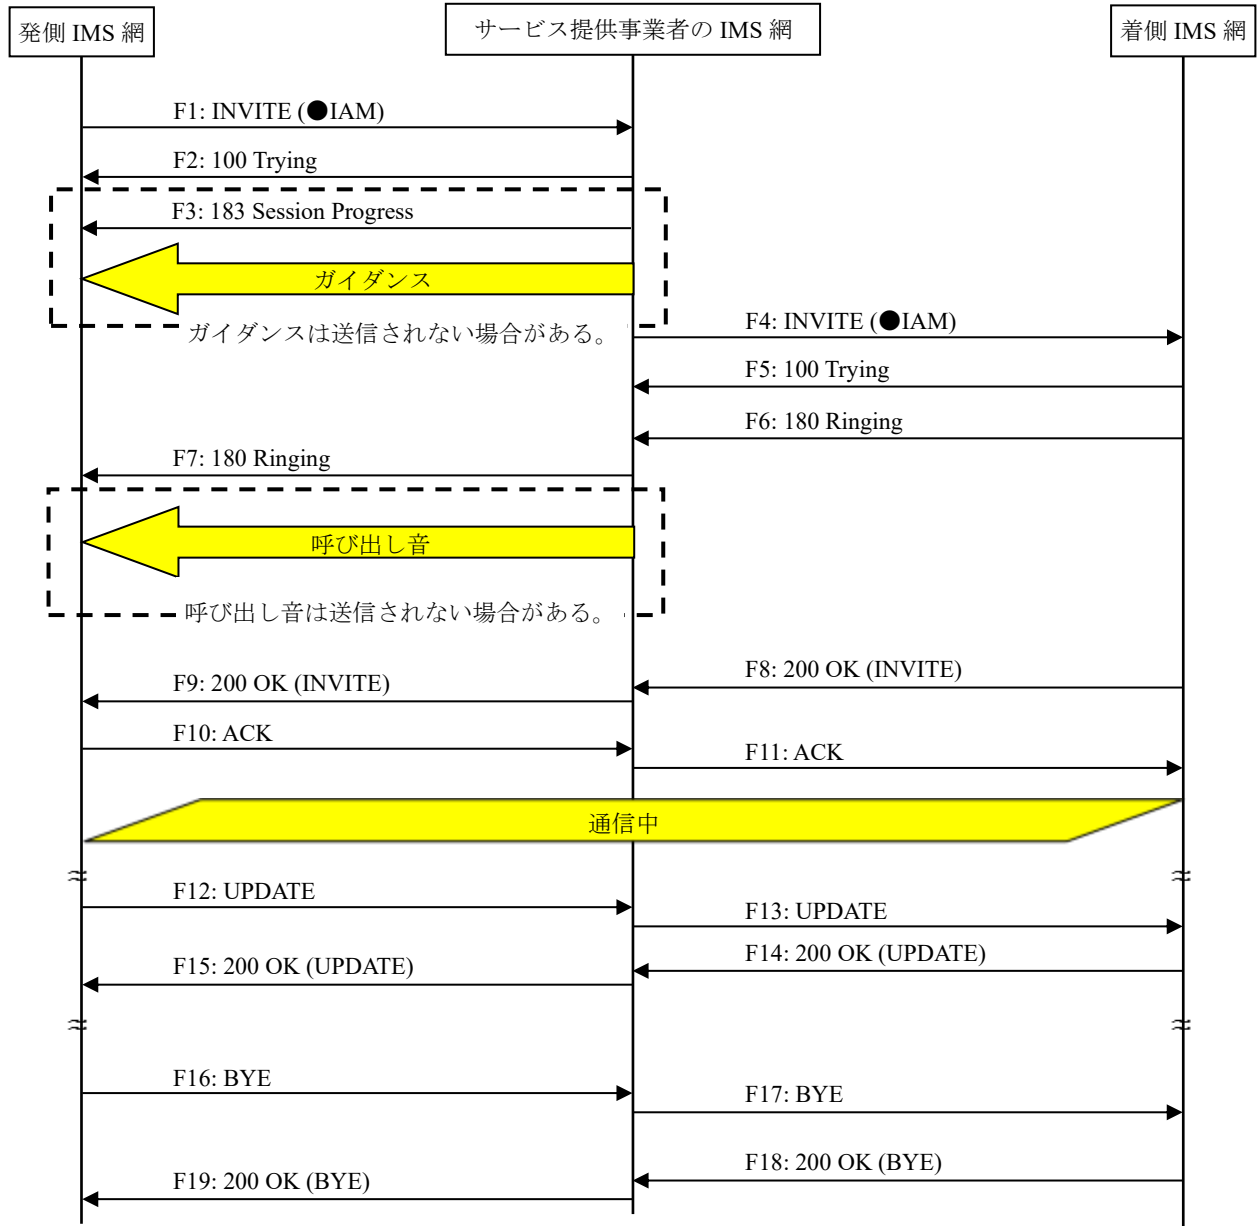 発側 IMS 網
サービス提供事業者の IMS 網
着側 IMS 網
F1: INVITE (●IAM)
F2: 100 Trying
F3: 183 Session Progress
ガイダンス
ガイダンスは送信されない場合がある。
F4: INVITE (●IAM)
F5: 100 Trying
F6: 180 Ringing
F7: 180 Ringing
呼び出し音
呼び出し音は送信されない場合がある。
F8: 200 OK (INVITE)
F9: 200 OK (INVITE)
F10: ACK
F11: ACK
通信中
≈
≈
F12: UPDATE
F13: UPDATE
F14: 200 OK (UPDATE)
F15: 200 OK (UPDATE)
≈
≈
F16: BYE
F17: BYE
F18: 200 OK (BYE)
F19: 200 OK (BYE)